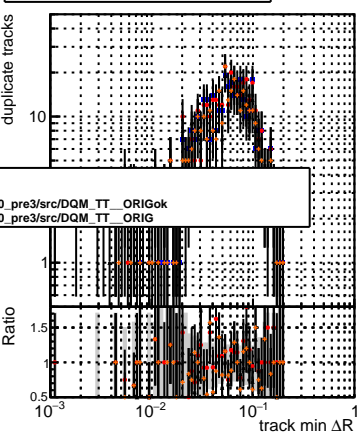 duplicate tracks
10
0_pre3/src/DQM_TT__ORIGok
0_pre3/src/DQM_TT__ORIG
1
Ratio
1.5
1
0.5
10⁻³
10⁻²
10⁻¹
1
track min ΔR